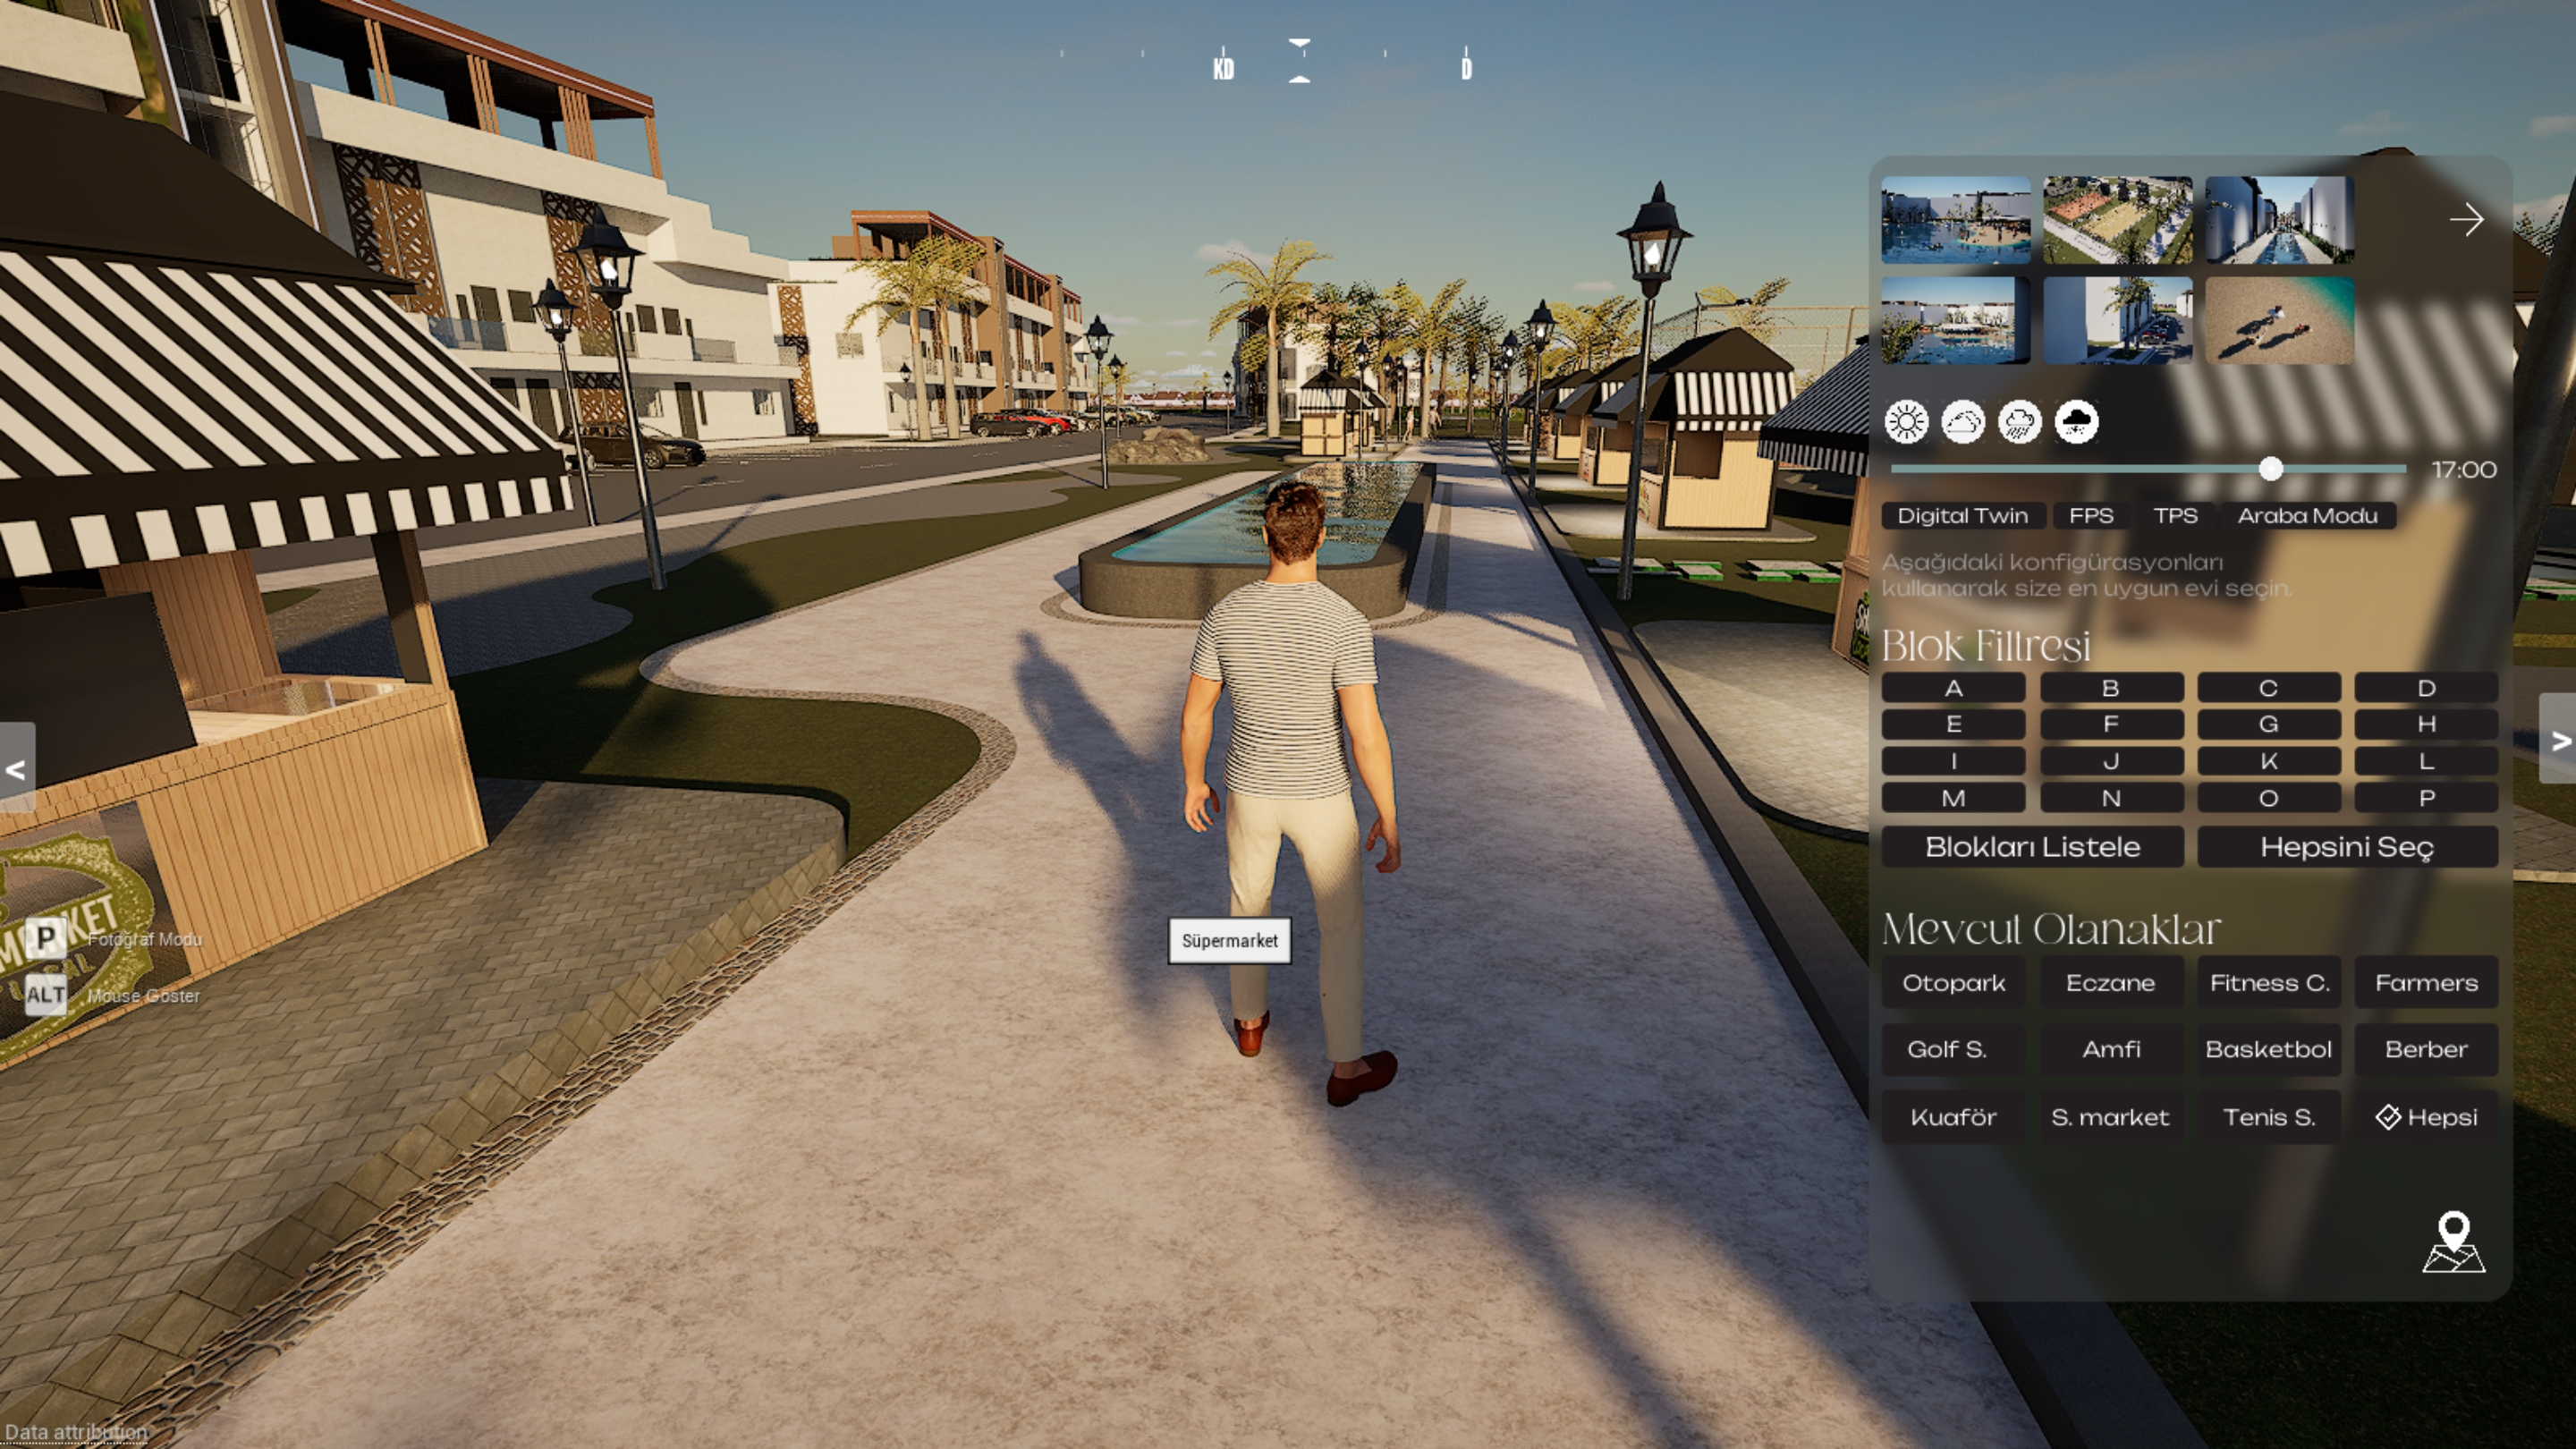 KD D
17:00
Digital Twin FPS TPS Araba Modu
Aşağıdaki konfigürasyonları
kullanarak size en uygun evi seçin.
Blok Filtresi
A B C D
E F G H
I J K L
M N O P
Blokları Listele Hepsini Seç
Mevcut Olanaklar
Otopark Eczane Fitness C. Farmers
Golf S. Amfi Basketbol Berber
Kuaför S. market Tenis S. Hepsi
<
>
Süpermarket
MARKET
P Fotoğraf Modu
ALT Mouse Göster
Data attribution